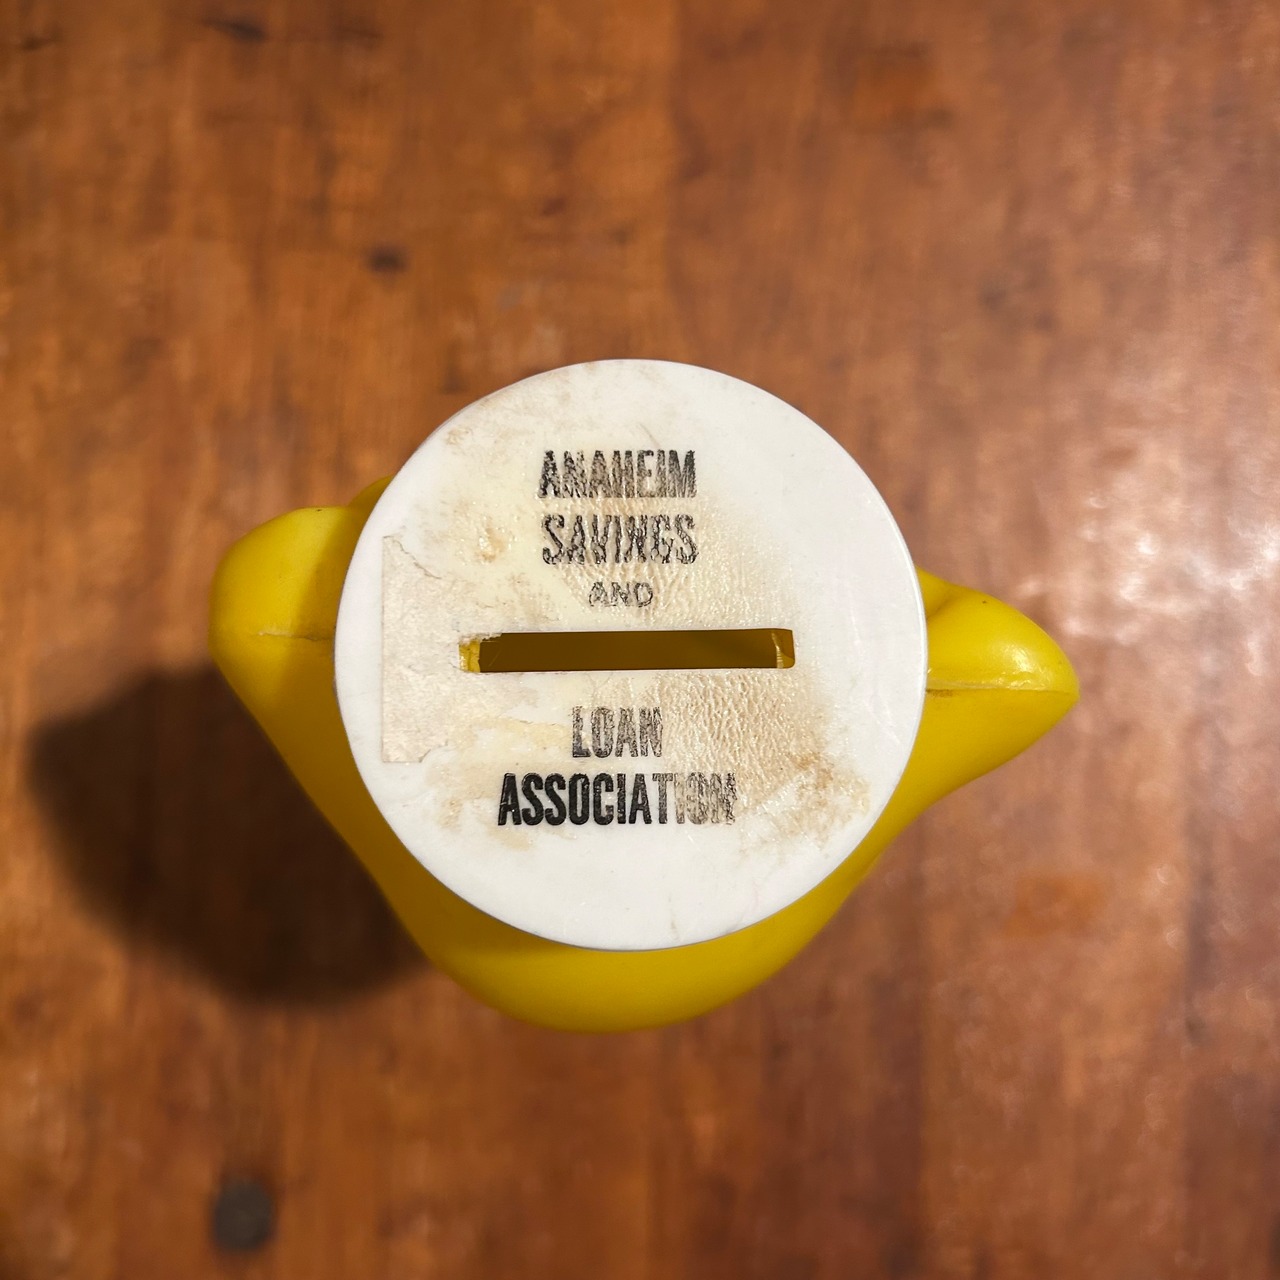 ANAHEIM
SAVINGS
AND
LOAN
ASSOCIATION